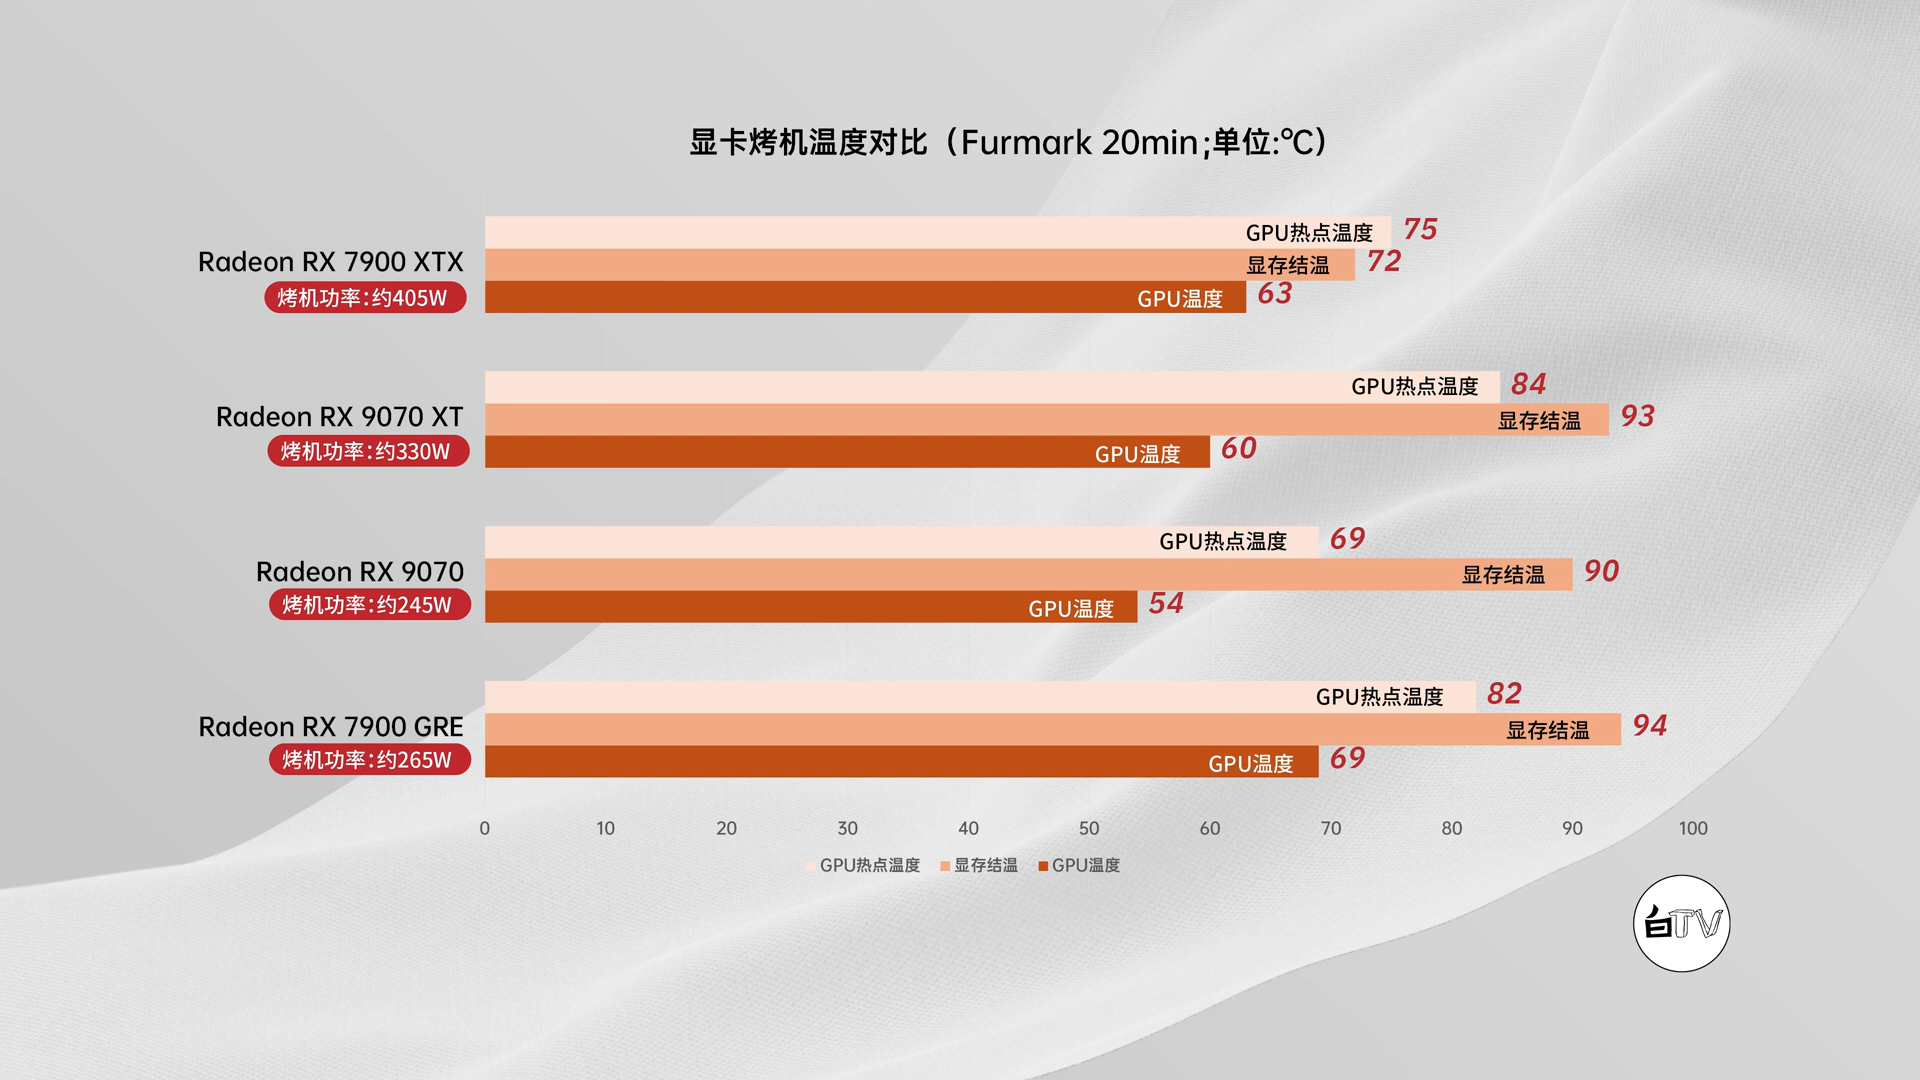 显卡烤机温度对比（Furmark 20min;单位:℃）
GPU热点温度 75
Radeon RX 7900 XTX
显存结温 72
烤机功率:约405W
GPU温度 63
GPU热点温度 84
Radeon RX 9070 XT
显存结温 93
烤机功率:约330W
GPU温度 60
GPU热点温度 69
Radeon RX 9070
显存结温 90
烤机功率:约245W
GPU温度 54
GPU热点温度 82
Radeon RX 7900 GRE
显存结温 94
烤机功率:约265W
GPU温度 69
0 10 20 30 40 50 60 70 80 90 100
GPU热点温度 显存结温 GPU温度
白TV